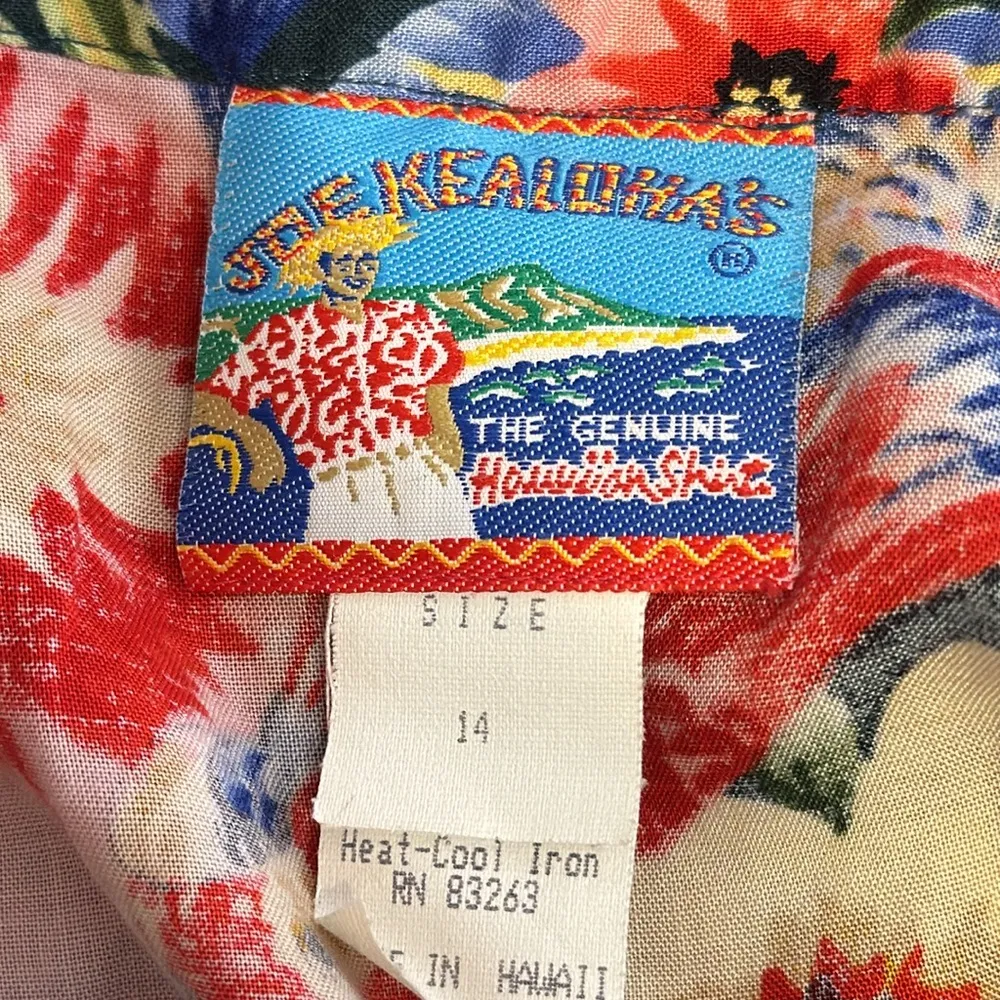 JOE KEALOHA'S
®
THE GENUINE
Hawaiian Shirt
SIZE
14
Heat-Cool Iron
RN 83263
E IN HAWAII